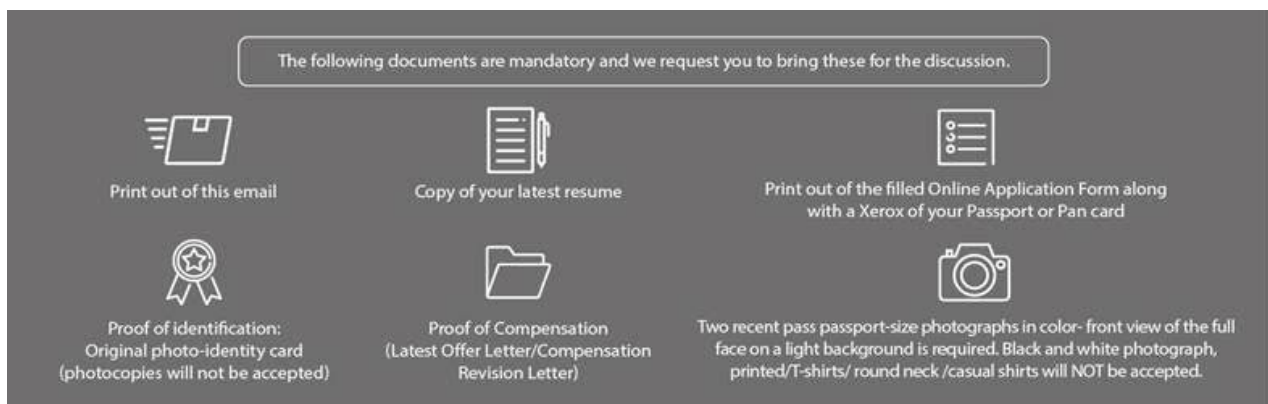 The following documents are mandatory and we request you to bring these for the discussion.
Print out of this email
Copy of your latest resume
Print out of the filled Online Application Form along
with a Xerox of your Passport or Pan card
Proof of identification:
Original photo-identity card
(photocopies will not be accepted)
Proof of Compensation
(Latest Offer Letter/Compensation
Revision Letter)
Two recent pass passport-size photographs in color- front view of the full
face on a light background is required. Black and white photograph,
printed/T-shirts/ round neck /casual shirts will NOT be accepted.